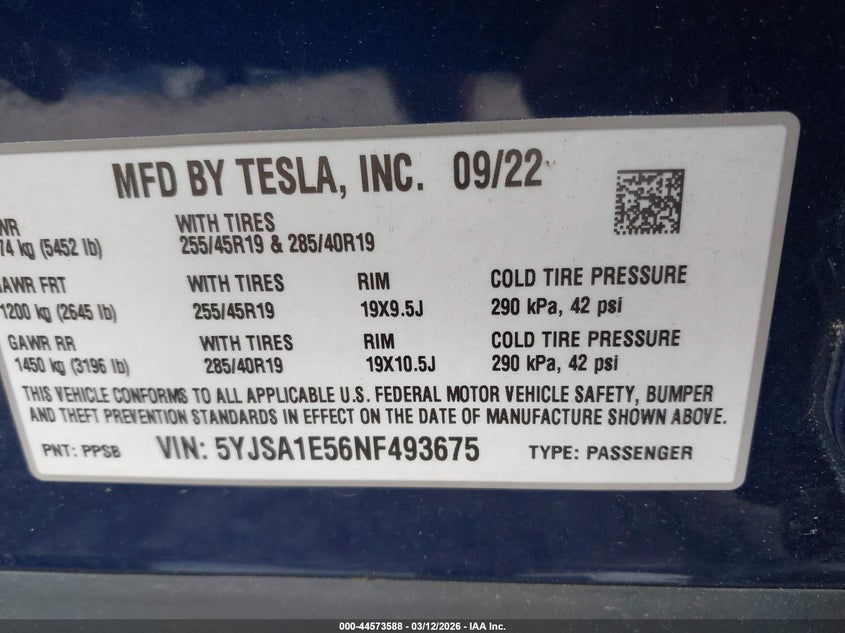 MFD BY TESLA, INC. 09/22
WR WITH TIRES
74 kg (5452 lb) 255/45R19 & 285/40R19
AWR FRT WITH TIRES RIM COLD TIRE PRESSURE
1200 kg (2645 lb) 255/45R19 19X9.5J 290 kPa, 42 psi
GAWR RR WITH TIRES RIM COLD TIRE PRESSURE
1450 kg (3196 lb) 285/40R19 19X10.5J 290 kPa, 42 psi
THIS VEHICLE CONFORMS TO ALL APPLICABLE U.S. FEDERAL MOTOR VEHICLE SAFETY, BUMPER
AND THEFT PREVENTION STANDARDS IN EFFECT ON THE DATE OF MANUFACTURE SHOWN ABOVE.
PNT: PPSB VIN: 5YJSA1E56NF493675 TYPE: PASSENGER
000-44573588 - 03/12/2026 - IAA Inc.